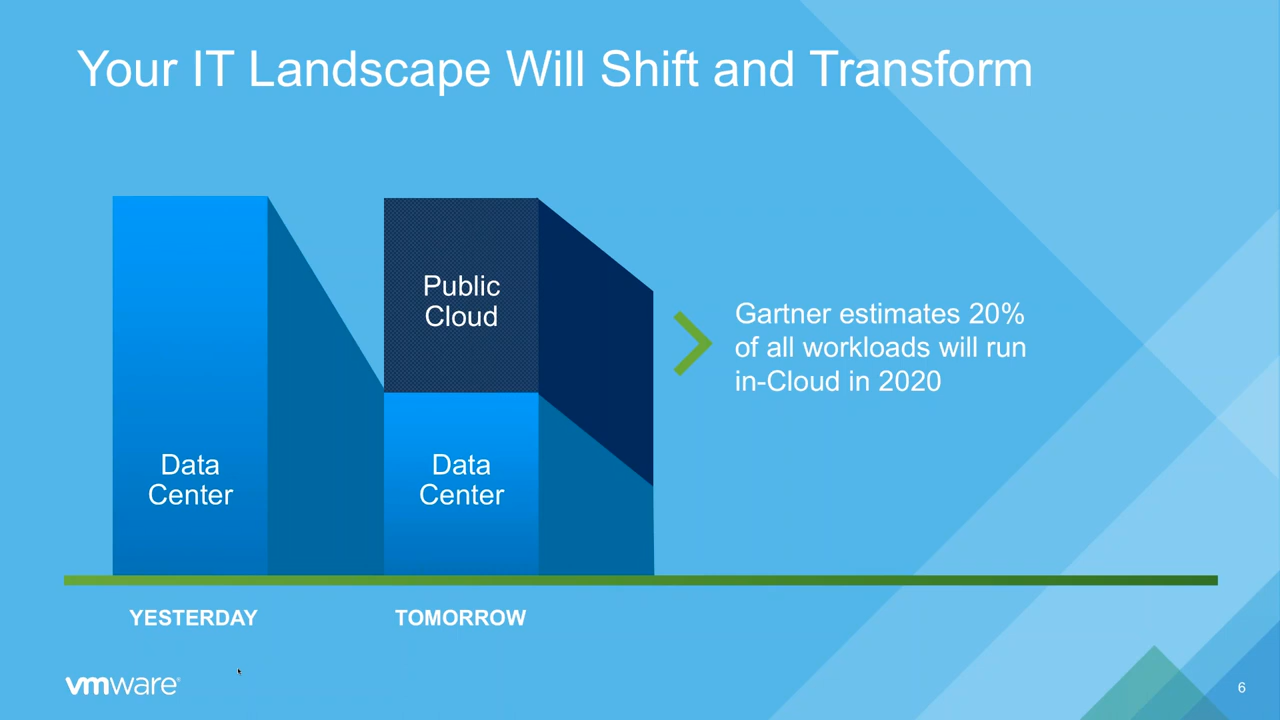 Your IT Landscape Will Shift and Transform
Public
Cloud
Gartner estimates 20%
of all workloads will run
in-Cloud in 2020
Data
Center
Data
Center
YESTERDAY
TOMORROW
vmware®
6